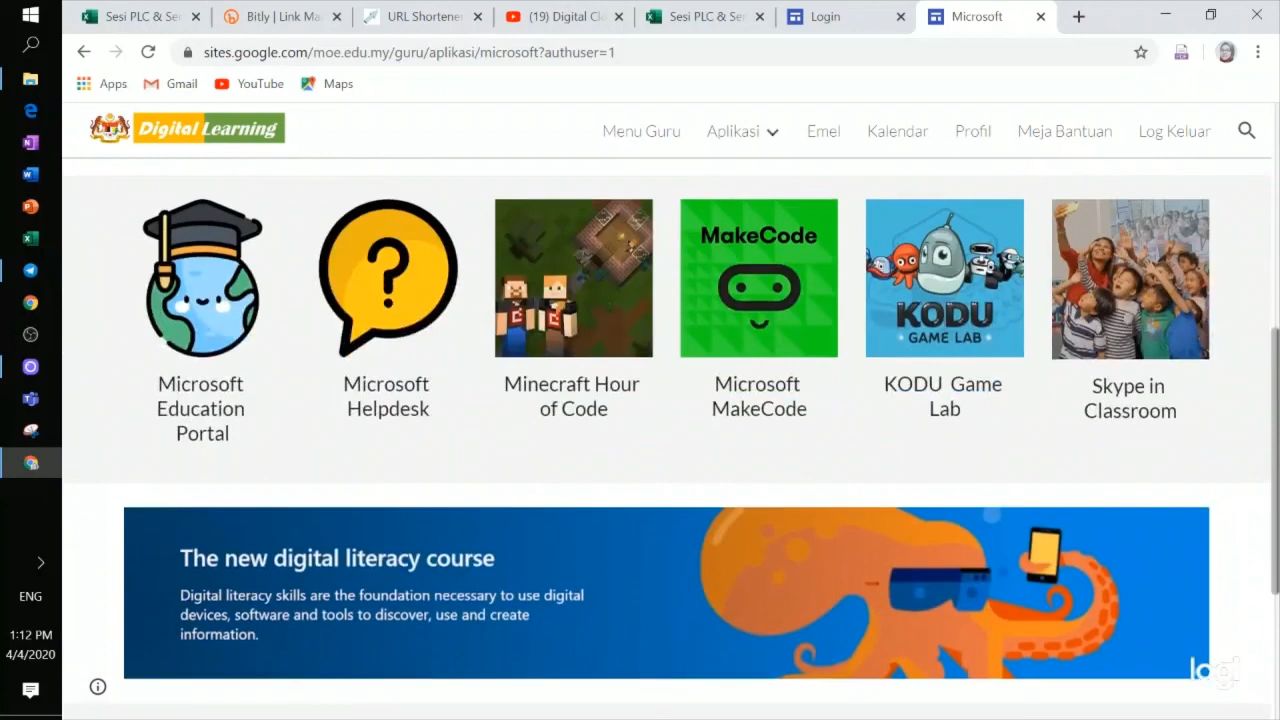 Sesi PLC & Se
Bitly | Link Ma
URL Shortene
(19) Digital Cl
Sesi PLC & Se
Login
Microsoft
sites.google.com/moe.edu.my/guru/aplikasi/microsoft?authuser=1
Apps
Gmail
YouTube
Maps
Digital Learning
Menu Guru
Aplikasi
Emel
Kalendar
Profil
Meja Bantuan
Log Keluar
MakeCode
KODU
GAME LAB
Microsoft
Education
Portal
Microsoft
Helpdesk
Minecraft Hour
of Code
Microsoft
MakeCode
KODU Game
Lab
Skype in
Classroom
The new digital literacy course
Digital literacy skills are the foundation necessary to use digital
devices, software and tools to discover, use and create
information.
logi
ENG
1:12 PM
4/4/2020